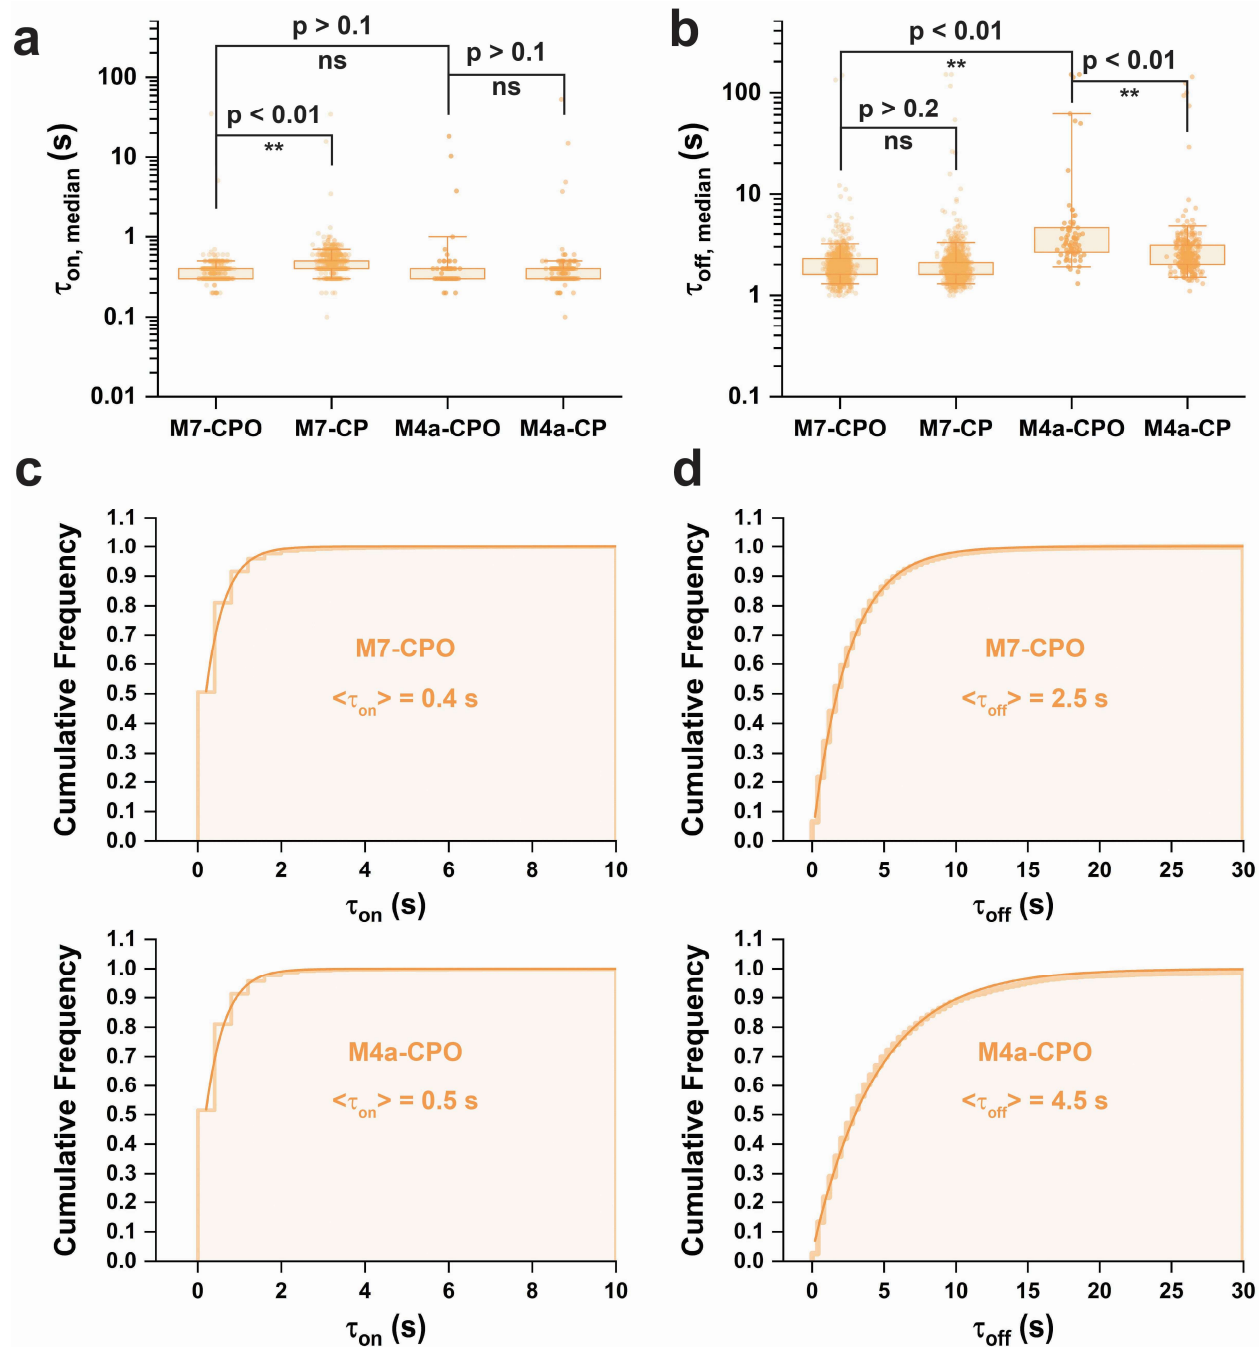 a
p > 0.1
ns
p > 0.1
ns
p < 0.01
**
τon, median (s)
100
10
1
0.1
0.01
M7-CPO M7-CP M4a-CPO M4a-CP
b
p < 0.01
**
p < 0.01
**
p > 0.2
ns
τoff, median (s)
100
10
1
0.1
M7-CPO M7-CP M4a-CPO M4a-CP
c
Cumulative Frequency
1.1
1.0
0.9
0.8
0.7
0.6
0.5
0.4
0.3
0.2
0.1
0.0
M7-CPO
<τon> = 0.4 s
0 2 4 6 8 10
τon (s)
d
Cumulative Frequency
1.1
1.0
0.9
0.8
0.7
0.6
0.5
0.4
0.3
0.2
0.1
0.0
M7-CPO
<τoff> = 2.5 s
0 5 10 15 20 25 30
τoff (s)
Cumulative Frequency
1.1
1.0
0.9
0.8
0.7
0.6
0.5
0.4
0.3
0.2
0.1
0.0
M4a-CPO
<τon> = 0.5 s
0 2 4 6 8 10
τon (s)
Cumulative Frequency
1.1
1.0
0.9
0.8
0.7
0.6
0.5
0.4
0.3
0.2
0.1
0.0
M4a-CPO
<τoff> = 4.5 s
0 5 10 15 20 25 30
τoff (s)